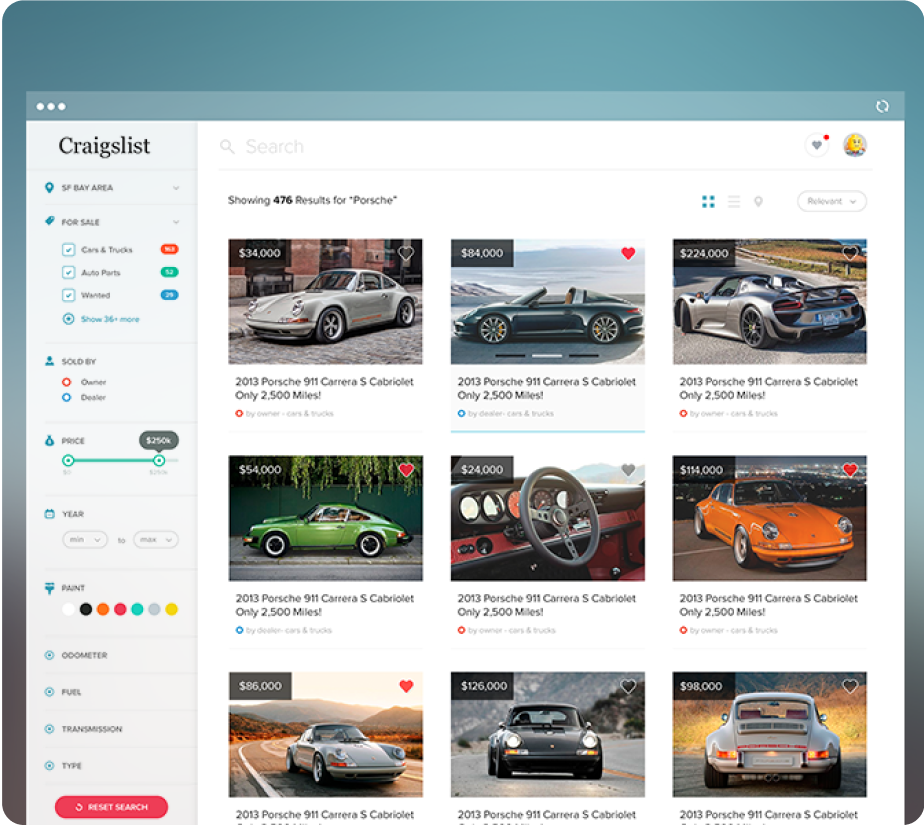 Craigslist
Search
SF BAY AREA
FOR SALE
Cars & Trucks 163
Auto Parts 52
Wanted 29
Show 36+ more
SOLD BY
Owner
Dealer
PRICE
$250k
$0 $250k
YEAR
min to max
PAINT
ODOMETER
FUEL
TRANSMISSION
TYPE
RESET SEARCH
Showing 476 Results for "Porsche"
Relevant
$34,000
2013 Porsche 911 Carrera S Cabriolet
Only 2,500 Miles!
by owner - cars & trucks
$84,000
2013 Porsche 911 Carrera S Cabriolet
Only 2,500 Miles!
by dealer- cars & trucks
$224,000
2013 Porsche 911 Carrera S Cabriolet
Only 2,500 Miles!
by owner - cars & trucks
$54,000
2013 Porsche 911 Carrera S Cabriolet
Only 2,500 Miles!
by dealer- cars & trucks
$24,000
2013 Porsche 911 Carrera S Cabriolet
Only 2,500 Miles!
by owner - cars & trucks
$114,000
2013 Porsche 911 Carrera S Cabriolet
Only 2,500 Miles!
by owner - cars & trucks
$86,000
2013 Porsche 911 Carrera S Cabriolet
$126,000
2013 Porsche 911 Carrera S Cabriolet
$98,000
2013 Porsche 911 Carrera S Cabriolet